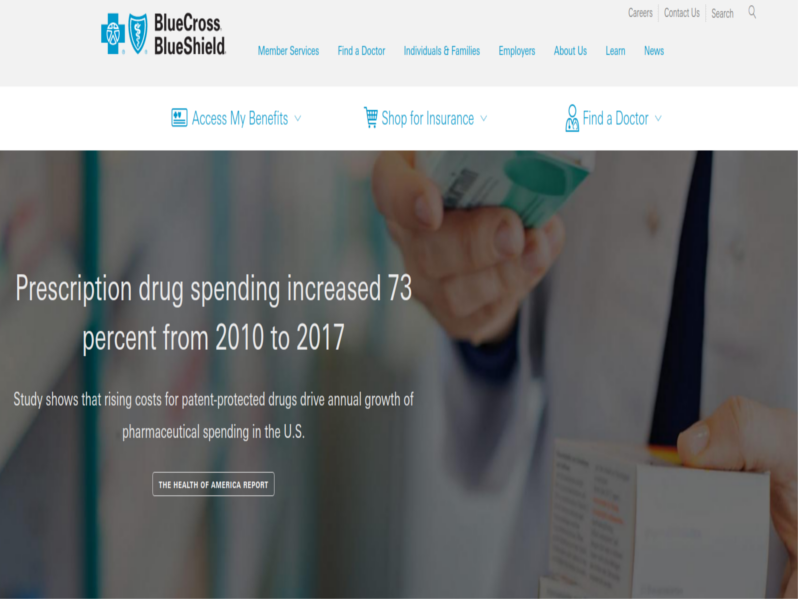 Careers
Contact Us
Search
BlueCross
BlueShield
Member Services
Find a Doctor
Individuals & Families
Employers
About Us
Learn
News
Access My Benefits
Shop for Insurance
Find a Doctor
Prescription drug spending increased 73
percent from 2010 to 2017
Study shows that rising costs for patent-protected drugs drive annual growth of
pharmaceutical spending in the U.S.
THE HEALTH OF AMERICA REPORT